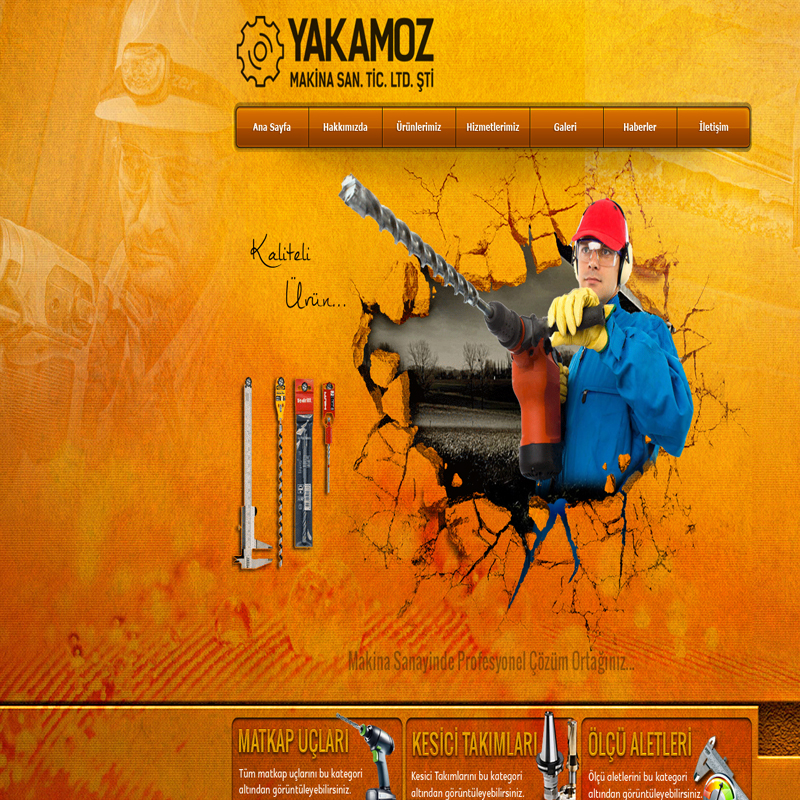 YAKAMOZ
MAKİNA SAN. TİC. LTD. ŞTİ
Ana Sayfa Hakkımızda Ürünlerimiz Hizmetlerimiz Galeri Haberler İletişim
Kaliteli
Ürün...
Makina Sanayinde Profesyonel Çözüm Ortağınız...
MATKAP UÇLARI
Tüm matkap uçlarını bu kategori
altından görüntüleyebilirsiniz.
KESİCİ TAKIMLARI
Kesici Takımlarını bu kategori
altından görüntüleyebilirsiniz.
ÖLÇÜ ALETLERİ
Ölçü aletlerini bu kategori
altından görüntüleyebilirsiniz.